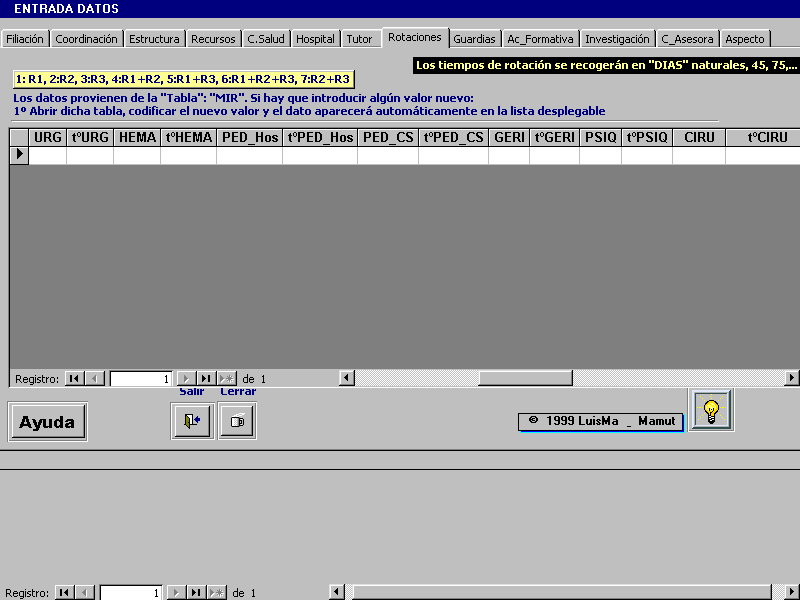 ENTRADA DATOS
Filiación Coordinación Estructura Recursos C.Salud Hospital Tutor Rotaciones Guardias Ac_Formativa Investigación C_Asesora Aspecto
Los tiempos de rotación se recogerán en "DIAS" naturales, 45, 75,...
1: R1, 2:R2, 3:R3, 4:R1+R2, 5:R1+R3, 6:R1+R2+R3, 7:R2+R3
Los datos provienen de la "Tabla": "MIR". Si hay que introducir algún valor nuevo:
1º Abrir dicha tabla, codificar el nuevo valor y el dato aparecerá automáticamente en la lista desplegable
URG tºURG HEMA tºHEMA PED_Hos tºPED_Hos PED_CS tºPED_CS GERI tºGERI PSIQ tºPSIQ CIRU tºCIRU
Registro: 1 de 1
Salir Cerrar
Ayuda
© 1999 LuisMa _ Mamut
Registro: 1 de 1